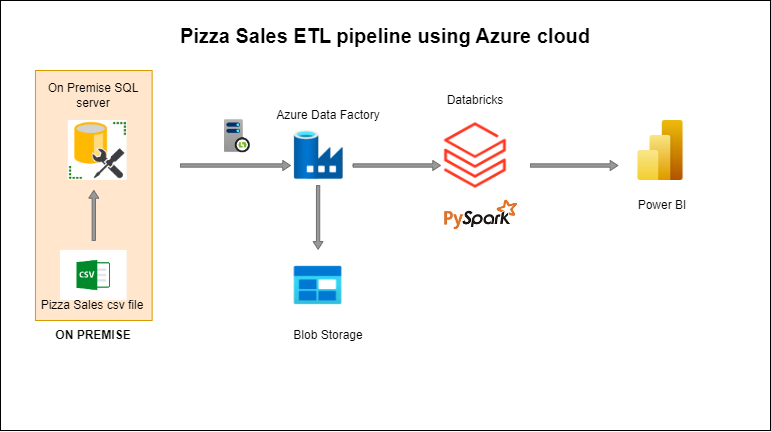 Pizza Sales ETL pipeline using Azure cloud
On Premise SQL
server
Azure Data Factory
Databricks
PySpark
Power BI
CSV
Pizza Sales csv file
ON PREMISE
Blob Storage